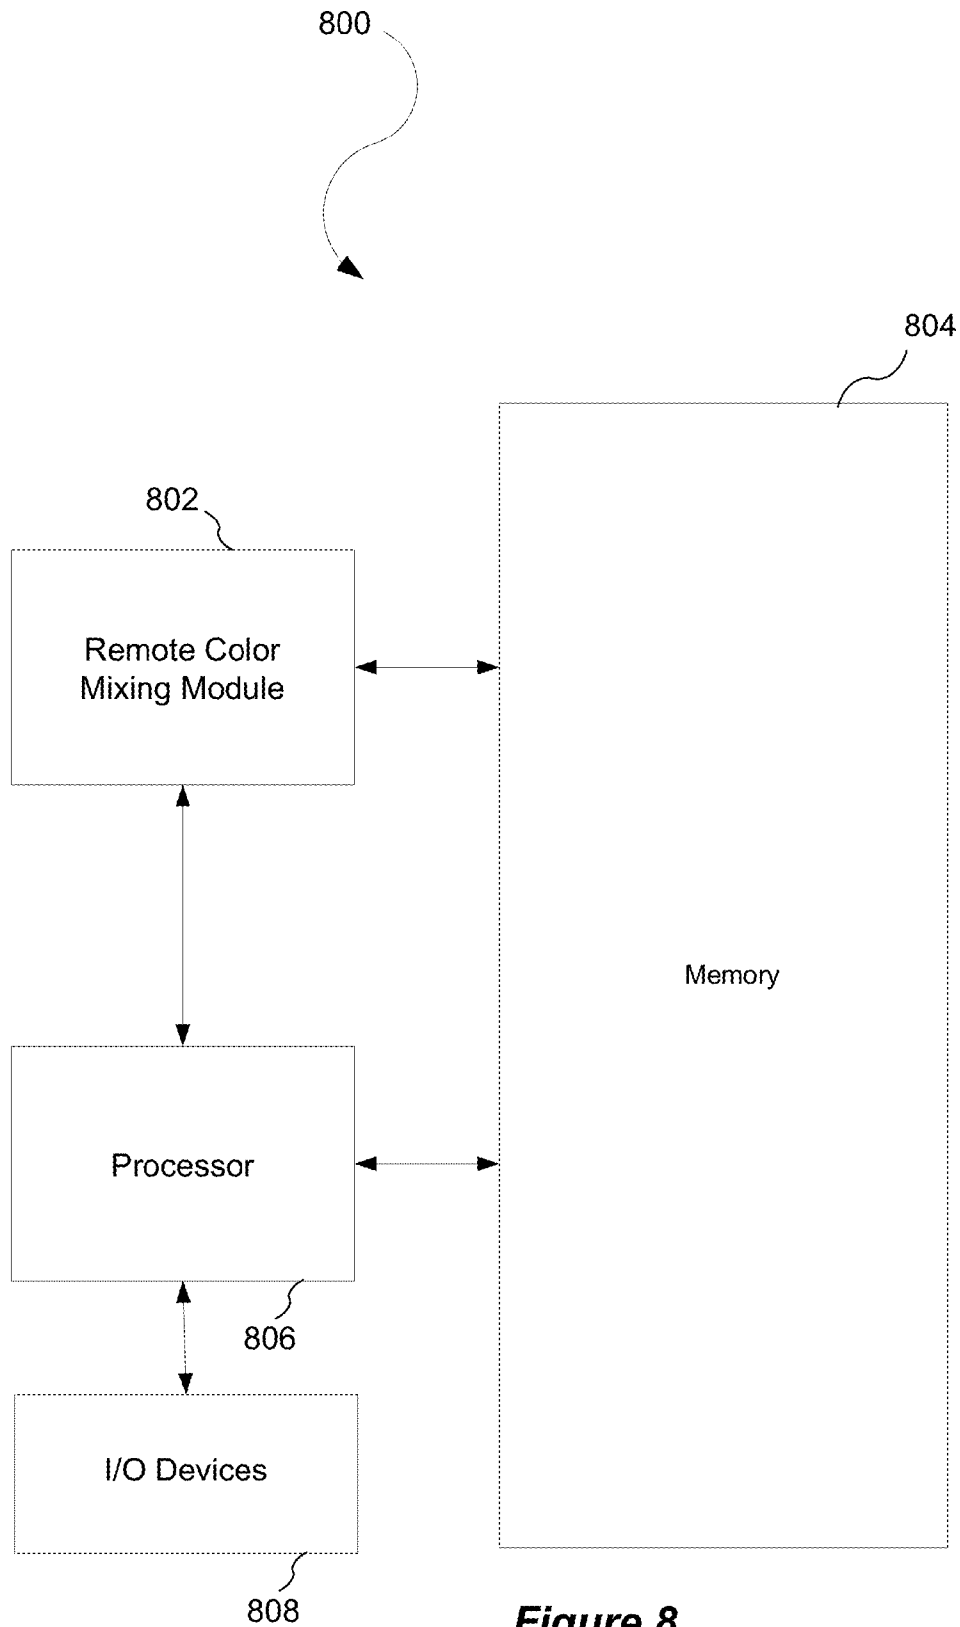 800
804
802
Remote Color
Mixing Module
Memory
Processor
806
I/O Devices
808
Figure 8